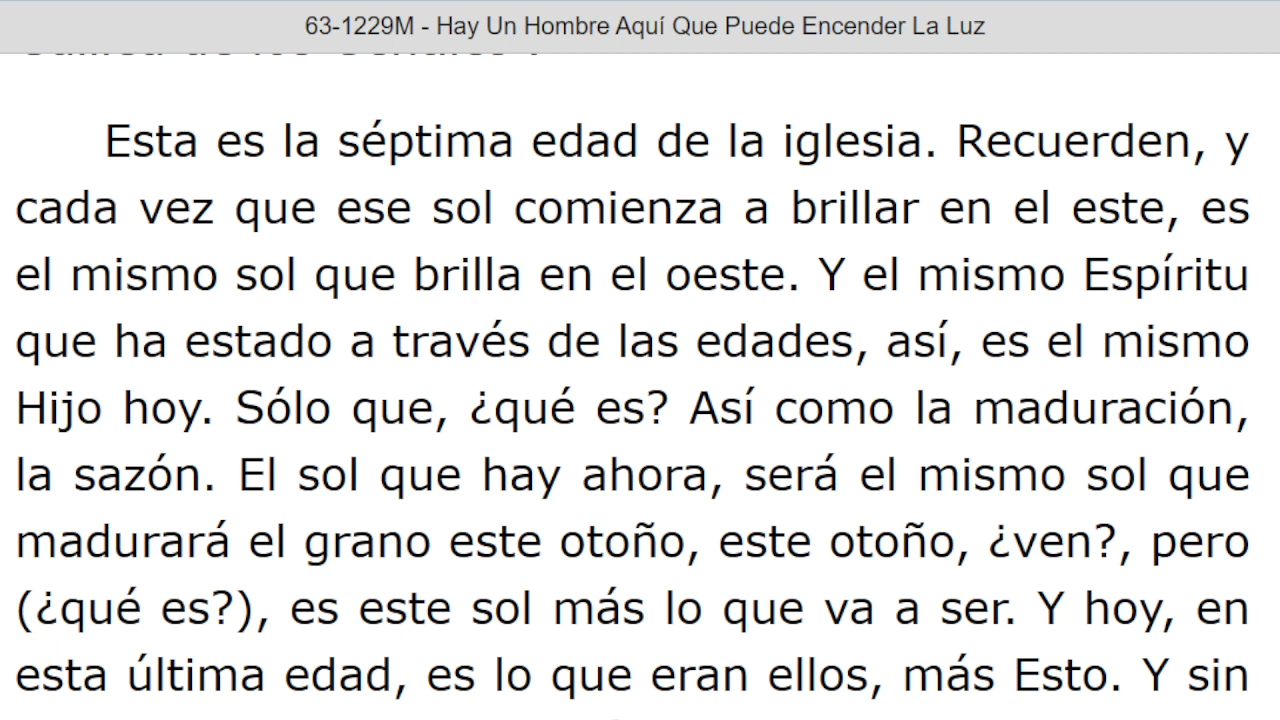 63-1229M - Hay Un Hombre Aquí Que Puede Encender La Luz
Esta es la séptima edad de la iglesia. Recuerden, y
cada vez que ese sol comienza a brillar en el este, es
el mismo sol que brilla en el oeste. Y el mismo Espíritu
que ha estado a través de las edades, así, es el mismo
Hijo hoy. Sólo que, ¿qué es? Así como la maduración,
la sazón. El sol que hay ahora, será el mismo sol que
madurará el grano este otoño, este otoño, ¿ven?, pero
(¿qué es?), es este sol más lo que va a ser. Y hoy, en
esta última edad, es lo que eran ellos, más Esto. Y sin